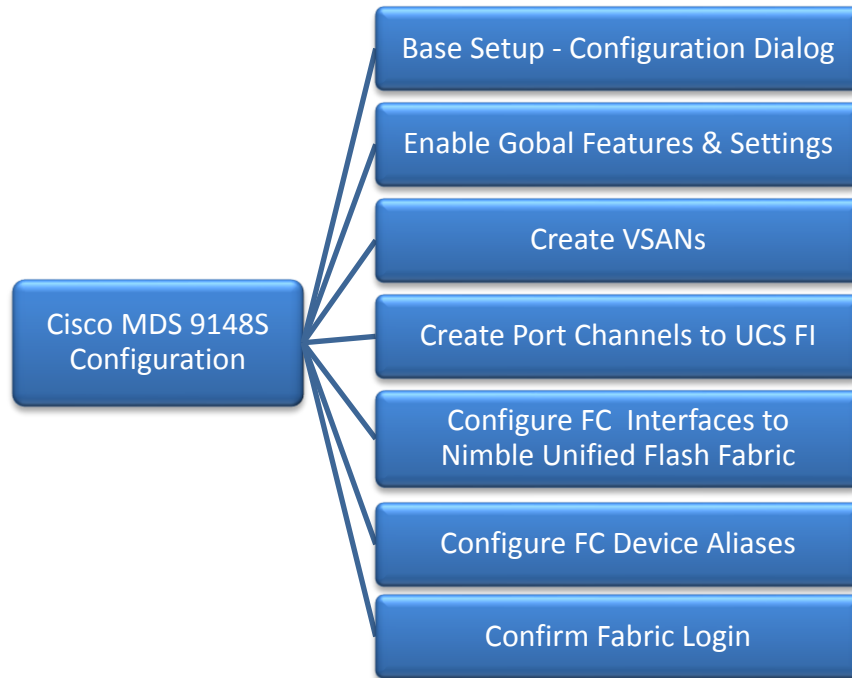 Base Setup - Configuration Dialog
Enable Gobal Features & Settings
Create VSANs
Cisco MDS 9148S
Configuration
Create Port Channels to UCS FI
Configure FC  Interfaces to
Nimble Unified Flash Fabric
Configure FC Device Aliases
Confirm Fabric Login